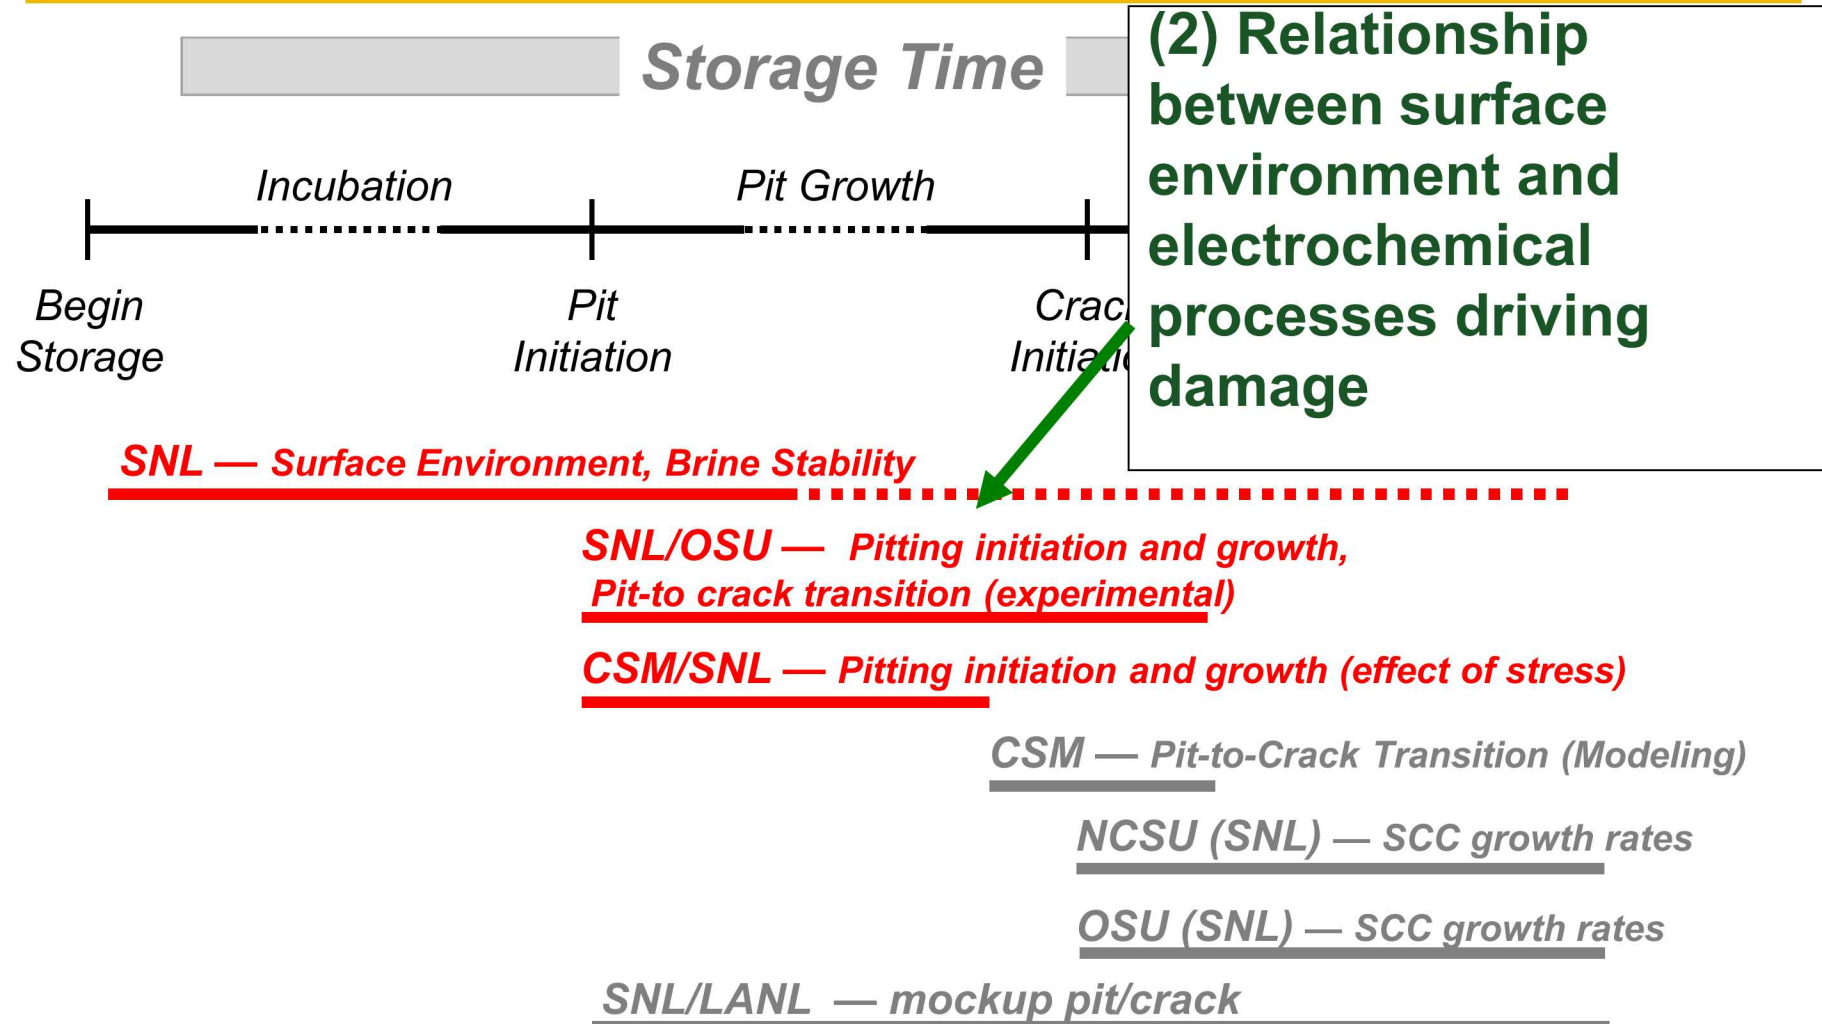 Storage Time
(2) Relationship
between surface
environment and
electrochemical
processes driving
damage
Incubation
Pit Growth
Begin
Storage
Pit
Initiation
SNL — Surface Environment, Brine Stability
SNL/OSU — Pitting initiation and growth,
Pit-to crack transition (experimental)
CSM/SNL — Pitting initiation and growth (effect of stress)
CSM — Pit-to-Crack Transition (Modeling)
NCSU (SNL) — SCC growth rates
OSU (SNL) — SCC growth rates
SNL/LANL — mockup pit/crack